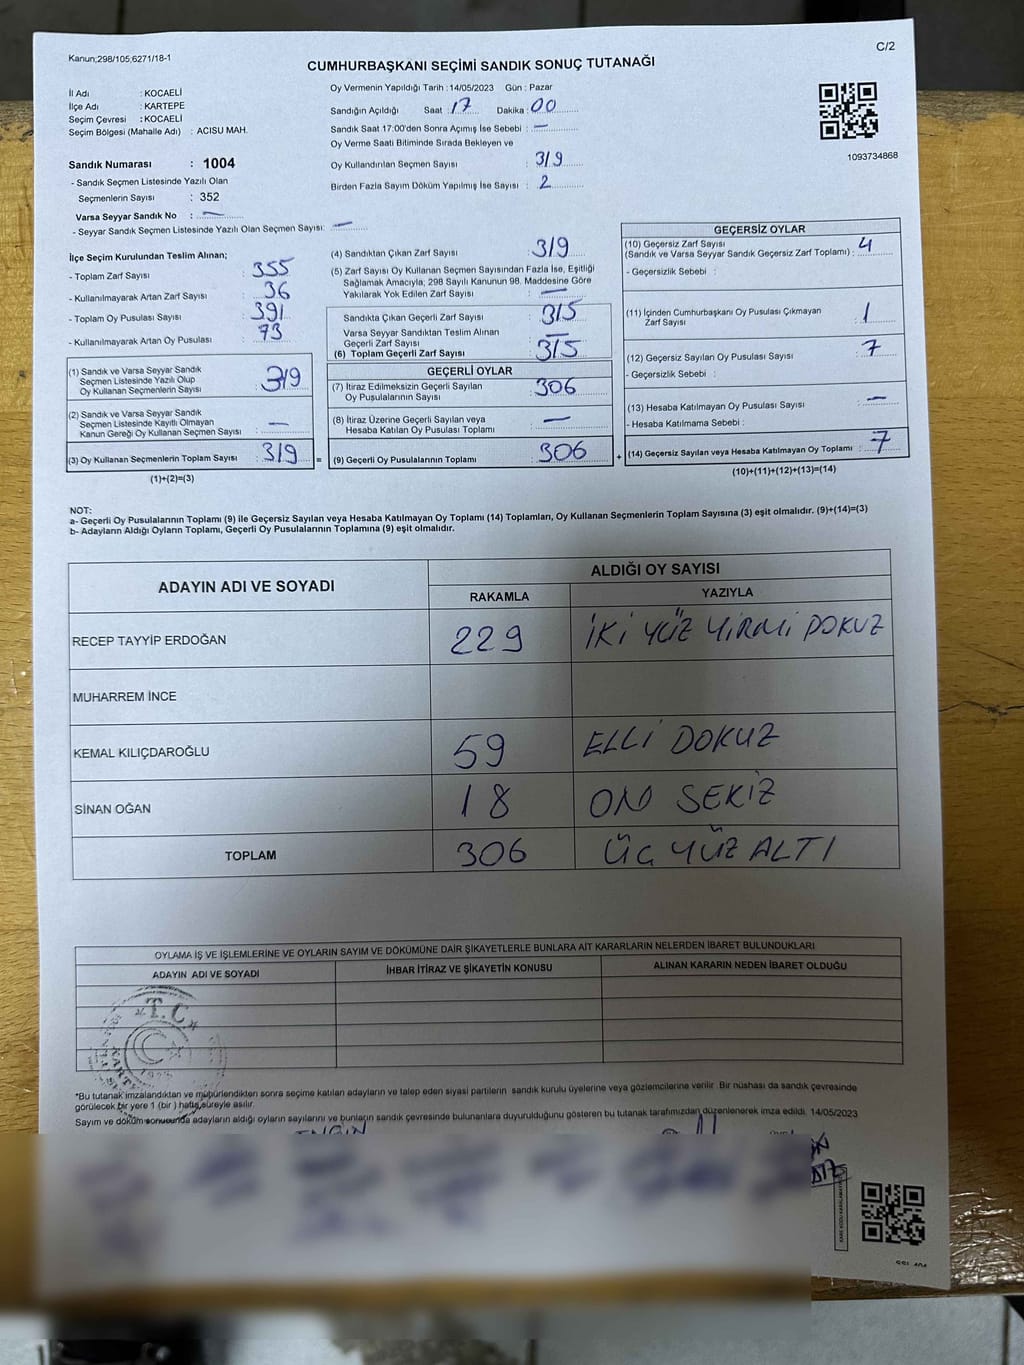 Kanun;298/105;6271/18-1
C/2
CUMHURBAŞKANI SEÇİMİ SANDIK SONUÇ TUTANAĞI
İl Adı : KOCAELİ
İlçe Adı : KARTEPE
Seçim Çevresi : KOCAELİ
Seçim Bölgesi (Mahalle Adı) : ACISU MAH.
Sandık Numarası : 1004
- Sandık Seçmen Listesinde Yazılı Olan
Seçmenlerin Sayısı : 352
Varsa Seyyar Sandık No : —
- Seyyar Sandık Seçmen Listesinde Yazılı Olan Seçmen Sayısı: —
Oy Vermenin Yapıldığı Tarih : 14/05/2023 Gün : Pazar
Sandığın Açıldığı Saat : 17 Dakika : 00
Sandık Saat 17:00'den Sonra Açımış İse Sebebi : —
Oy Verme Saati Bitiminde Sırada Bekleyen ve
Oy Kullandırılan Seçmen Sayısı : 319
Birden Fazla Sayım Döküm Yapılmış İse Sayısı : 2
1093734868
İlçe Seçim Kurulundan Teslim Alınan;
- Toplam Zarf Sayısı : 355
- Kullanılmayarak Artan Zarf Sayısı : 36
- Toplam Oy Pusulası Sayısı : 391
- Kullanılmayarak Artan Oy Pusulası : 73
(1) Sandık ve Varsa Seyyar Sandık
Seçmen Listesinde Yazılı Olup
Oy Kullanan Seçmenlerin Sayısı : 319
(2) Sandık ve Varsa Seyyar Sandık
Seçmen Listesinde Kayıtlı Olmayan
Kanun Gereği Oy Kullanan Seçmen Sayısı : —
(3) Oy Kullanan Seçmenlerin Toplam Sayısı : 319 =
(1)+(2)=(3)
(4) Sandıktan Çıkan Zarf Sayısı : 319
(5) Zarf Sayısı Oy Kullanan Seçmen Sayısından Fazla İse, Eşitliği
Sağlamak Amacıyla, 298 Sayılı Kanunun 98. Maddesine Göre
Yakılarak Yok Edilen Zarf Sayısı : —
Sandıkta Çıkan Geçerli Zarf Sayısı : 315
Varsa Seyyar Sandıktan Teslim Alınan
Geçerli Zarf Sayısı : —
(6) Toplam Geçerli Zarf Sayısı : 315
GEÇERLİ OYLAR
(7) İtiraz Edilmeksizin Geçerli Sayılan
Oy Puşulalarının Sayısı : 306
(8) İtiraz Üzerine Geçerli Sayılan veya
Hesaba Katılan Oy Pusulası Toplamı : —
(9) Geçerli Oy Pusulalarının Toplamı : 306 +
GEÇERSİZ OYLAR
(10) Geçersiz Zarf Sayısı
(Sandık ve Varsa Seyyar Sandık Geçersiz Zarf Toplamı) : 4
- Geçersizlik Sebebi :
(11) İçinden Cumhurbaşkanı Oy Pusulası Çıkmayan
Zarf Sayısı : 1
(12) Geçersiz Sayılan Oy Pusulası Sayısı : 7
- Geçersizlik Sebebi :
(13) Hesaba Katılmayan Oy Pusulası Sayısı : —
- Hesaba Katılmama Sebebi :
(14) Geçersiz Sayılan veya Hesaba Katılmayan Oy Toplamı : 7
(10)+(11)+(12)+(13)=(14)
NOT:
a- Geçerli Oy Pusulalarının Toplamı (9) ile Geçersiz Sayılan veya Hesaba Katılmayan Oy Toplamı (14) Toplamları, Oy Kullanan Seçmenlerin Toplam Sayısına (3) eşit olmalıdır. (9)+(14)=(3)
b- Adayların Aldığı Oyların Toplamı, Geçerli Oy Pusulalarının Toplamına (9) eşit olmalıdır.
ADAYIN ADI VE SOYADI
ALDIĞI OY SAYISI
RAKAMLA YAZIYLA
RECEP TAYYİP ERDOĞAN 229 İKİ YÜZ YİRMİ DOKUZ
MUHARREM İNCE
KEMAL KILIÇDAROĞLU 59 ELLİ DOKUZ
SİNAN OĞAN 18 ON SEKİZ
TOPLAM 306 ÜÇ YÜZ ALTI
OYLAMA İŞ VE İŞLEMLERİNE VE OYLARIN SAYIM VE DÖKÜMÜNE DAİR ŞİKAYETLERLE BUNLARA AİT KARARLARIN NELERDEN İBARET BULUNDUKLARI
ADAYIN ADI VE SOYADI İHBAR İTİRAZ VE ŞİKAYETİN KONUSU ALINAN KARARIN NEDEN İBARET OLDUĞU
T.C.
*Bu tutanak imzalandıktan ve mühürlendikten sonra seçime katılan adayların ve talep eden siyasi partilerin sandık kurulu üyelerine veya gözlemcilerine verilir. Bir nüshası da sandık çevresinde
görülecek bir yere 1 (bir ) hafta süreyle asılır.
Sayım ve döküm sonucunda adayların aldığı oyların sayılarını ve bunların sandık çevresinde bulunanlara duyurulduğunu gösteren bu tutanak tarafımızdan düzenlenerek imza edildi. 14/05/2023
ENGİN